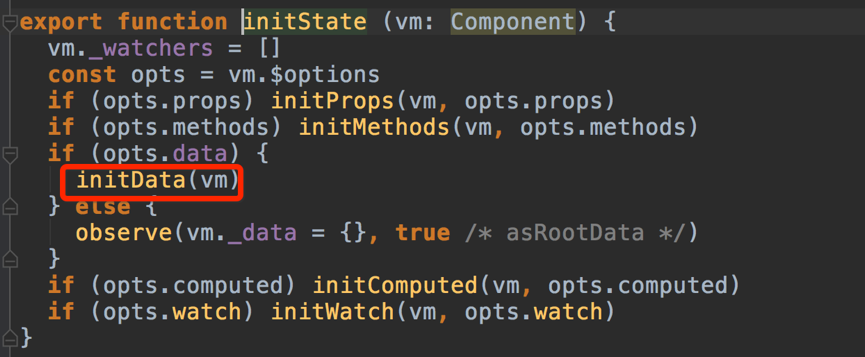 export function initState (vm: Component) {
  vm._watchers = []
  const opts = vm.$options
  if (opts.props) initProps(vm, opts.props)
  if (opts.methods) initMethods(vm, opts.methods)
  if (opts.data) {
    initData(vm)
  } else {
    observe(vm._data = {}, true /* asRootData */)
  }
  if (opts.computed) initComputed(vm, opts.computed)
  if (opts.watch) initWatch(vm, opts.watch)
}